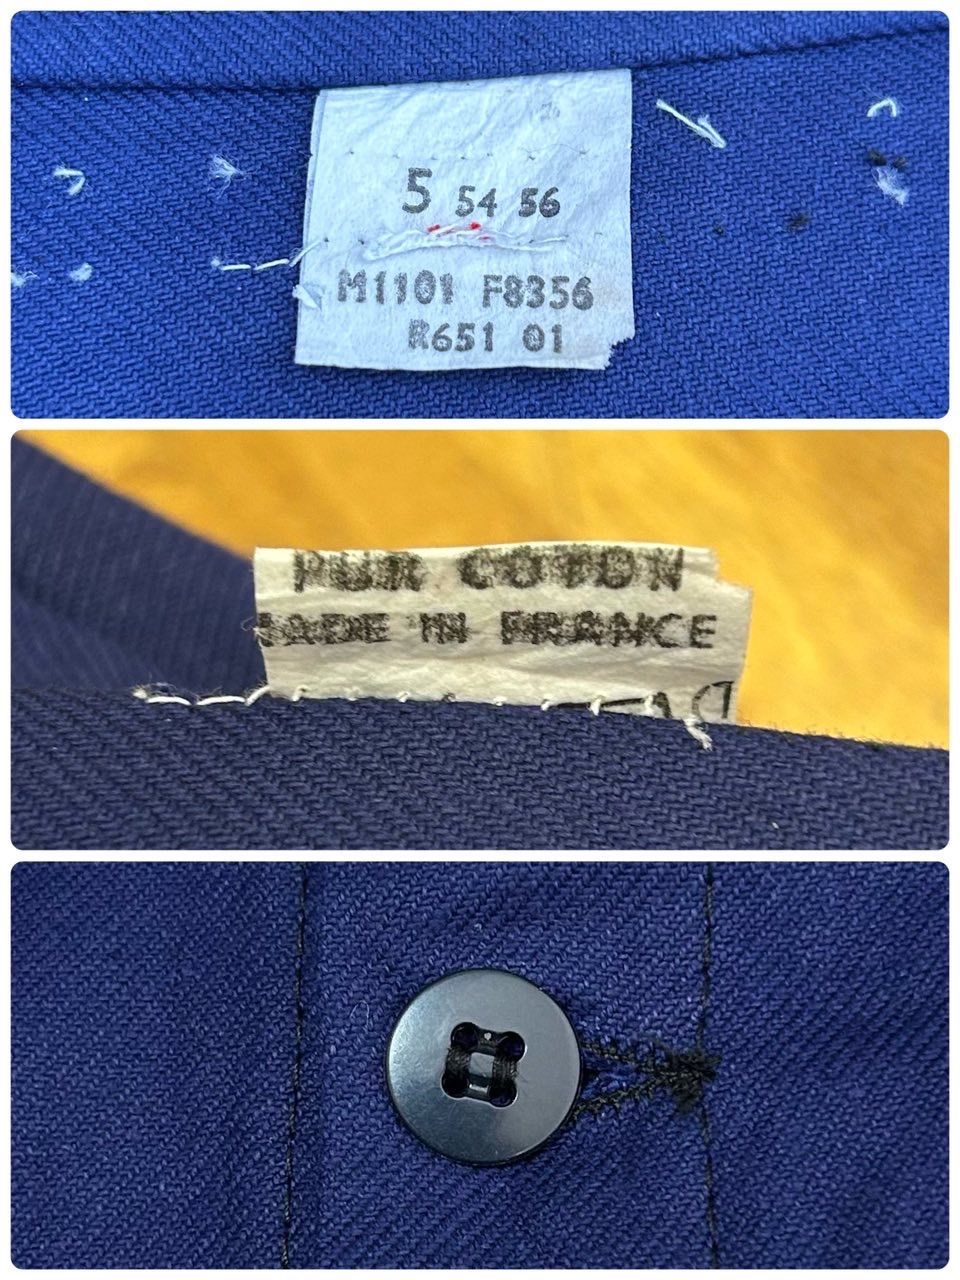 5 54 56
M1101 F8356
R651 01
PUR COTON
MADE IN FRANCE